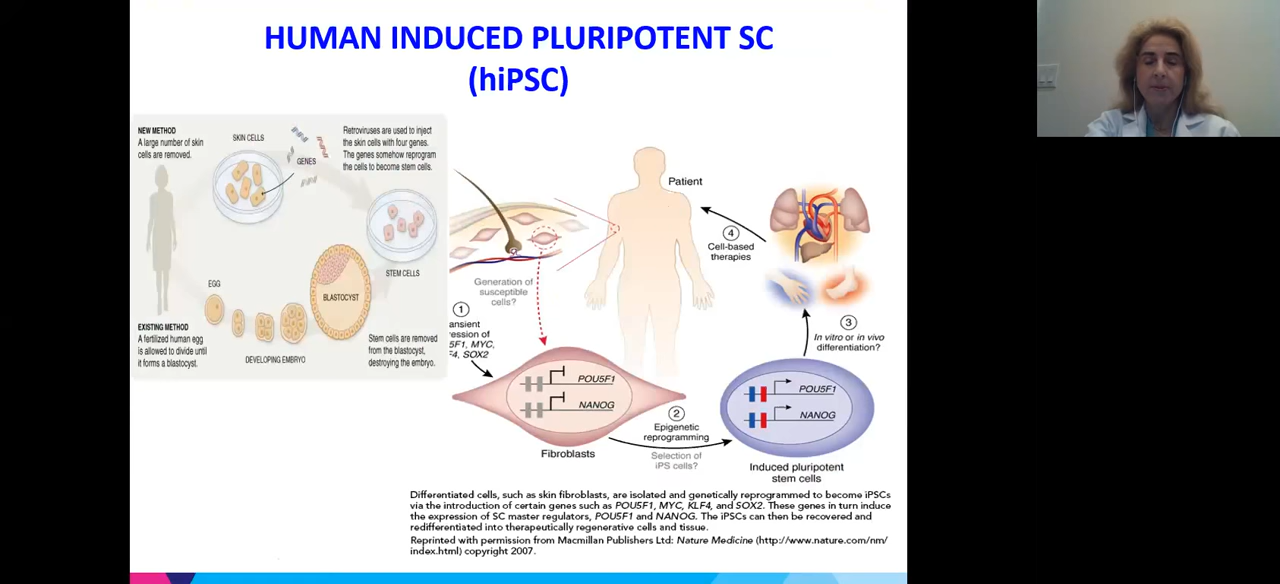 HUMAN INDUCED PLURIPOTENT SC
(hiPSC)
NEW METHOD
A large number of skin
cells are removed.
SKIN CELLS
GENES
Retroviruses are used to inject
the skin cells with four genes.
The genes somehow reprogram
the cells to become stem cells.
STEM CELLS
EGG
BLASTOCYST
EXISTING METHOD
A fertilized human egg
is allowed to divide until
it forms a blastocyst.
DEVELOPING EMBRYO
Stem cells are removed
from the blastocyst,
destroying the embryo.
Patient
4
Cell-based
therapies
Generation of
susceptible
cells?
1
ansient
ression of
5F1, MYC,
F4, SOX2
3
In vitro or in vivo
differentiation?
POU5F1
NANOG
Fibroblasts
2
Epigenetic
reprogramming
Selection of
iPS cells?
POU5F1
NANOG
Induced pluripotent
stem cells
Differentiated cells, such as skin fibroblasts, are isolated and genetically reprogrammed to become iPSCs
via the introduction of certain genes such as POU5F1, MYC, KLF4, and SOX2. These genes in turn induce
the expression of SC master regulators, POU5F1 and NANOG. The iPSCs can then be recovered and
redifferentiated into therapeutically regenerative cells and tissue.
Reprinted with permission from Macmillan Publishers Ltd: Nature Medicine (http://www.nature.com/nm/
index.html) copyright 2007.